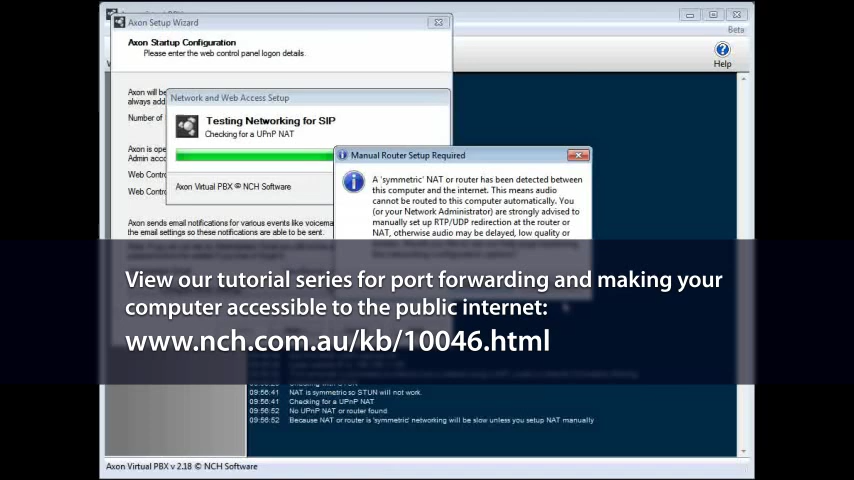 Axon Setup Wizard
Beta
Axon Startup Configuration
Please enter the web control panel logon details.
Help
Axon will be
always add
Network and Web Access Setup
Number of
Testing Networking for SIP
Checking for a UPnP NAT
Axon is ope
Admin acco
Web Contro
Web Contro
Axon Virtual PBX © NCH Software
Manual Router Setup Required
A 'symmetric' NAT or router has been detected between
this computer and the internet. This means audio
cannot be routed to this computer automatically. You
(or your Network Administrator) are strongly advised to
manually set up RTP/UDP redirection at the router or
NAT, otherwise audio may be delayed, low quality or
Axon sends email notifications for various events like voicema
the email settings so these notifications are able to be sent.
View our tutorial series for port forwarding and making your
computer accessible to the public internet:
www.nch.com.au/kb/10046.html
09:56:41 NAT is symmetric so STUN will not work.
09:56:41 Checking for a UPnP NAT
09:56:52 No UPnP NAT or router found
09:56:52 Because NAT or router is 'symmetric' networking will be slow unless you setup NAT manually
Axon Virtual PBX v 2.18 © NCH Software